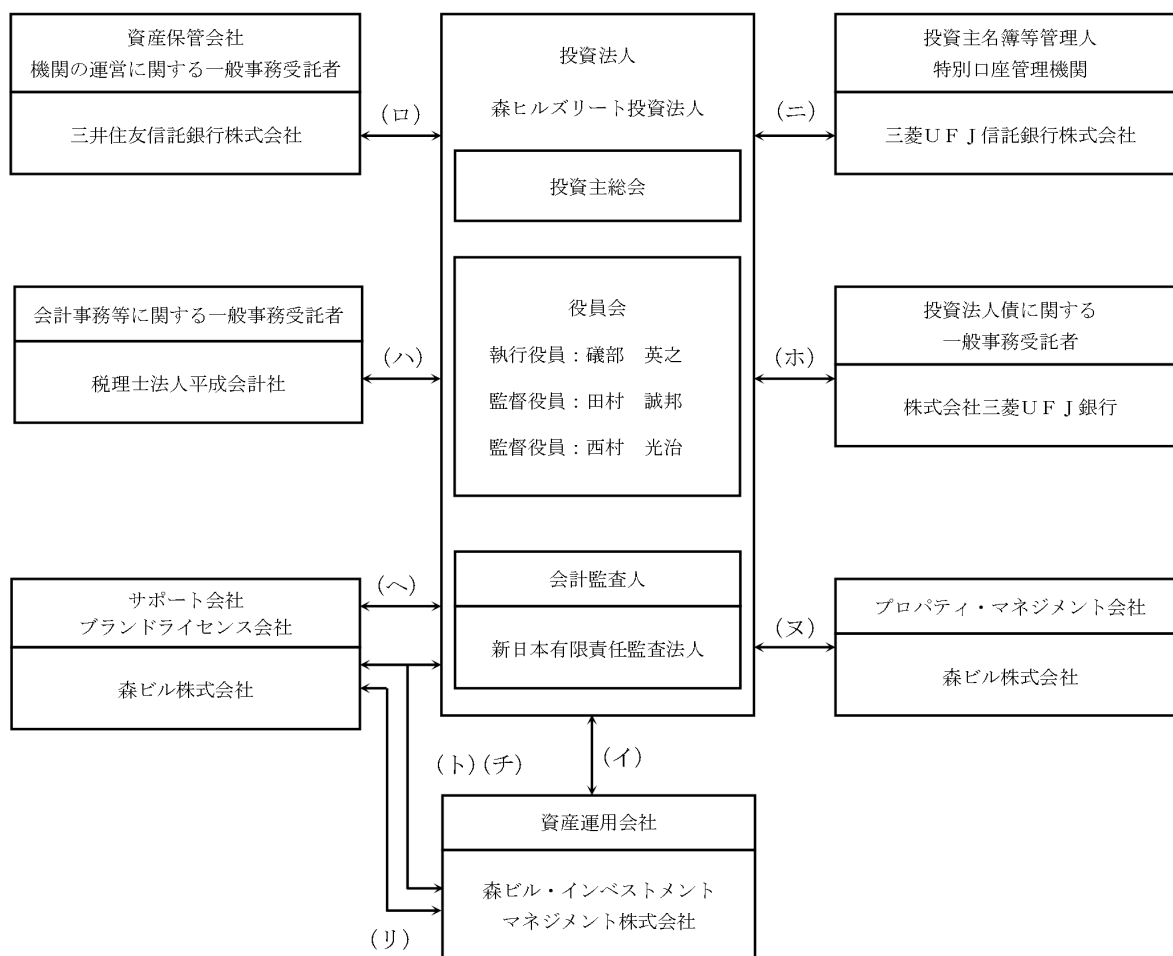 資産保管会社
機関の運営に関する一般事務受託者
三井住友信託銀行株式会社
(ロ)
投資法人
森ヒルズリート投資法人
投資主総会
(ニ)
投資主名簿等管理人
特別口座管理機関
三菱UFJ信託銀行株式会社
会計事務等に関する一般事務受託者
税理士法人平成会計社
(ハ)
役員会
執行役員:礒部 英之
監督役員:田村 誠邦
監督役員:西村 光治
(ホ)
投資法人債に関する
一般事務受託者
株式会社三菱UFJ銀行
サポート会社
ブランドライセンス会社
森ビル株式会社
(ヘ)
会計監査人
新日本有限責任監査法人
(ヌ)
プロパティ・マネジメント会社
森ビル株式会社
(ト)(チ)
(イ)
資産運用会社
森ビル・インベストメント
マネジメント株式会社
(リ)